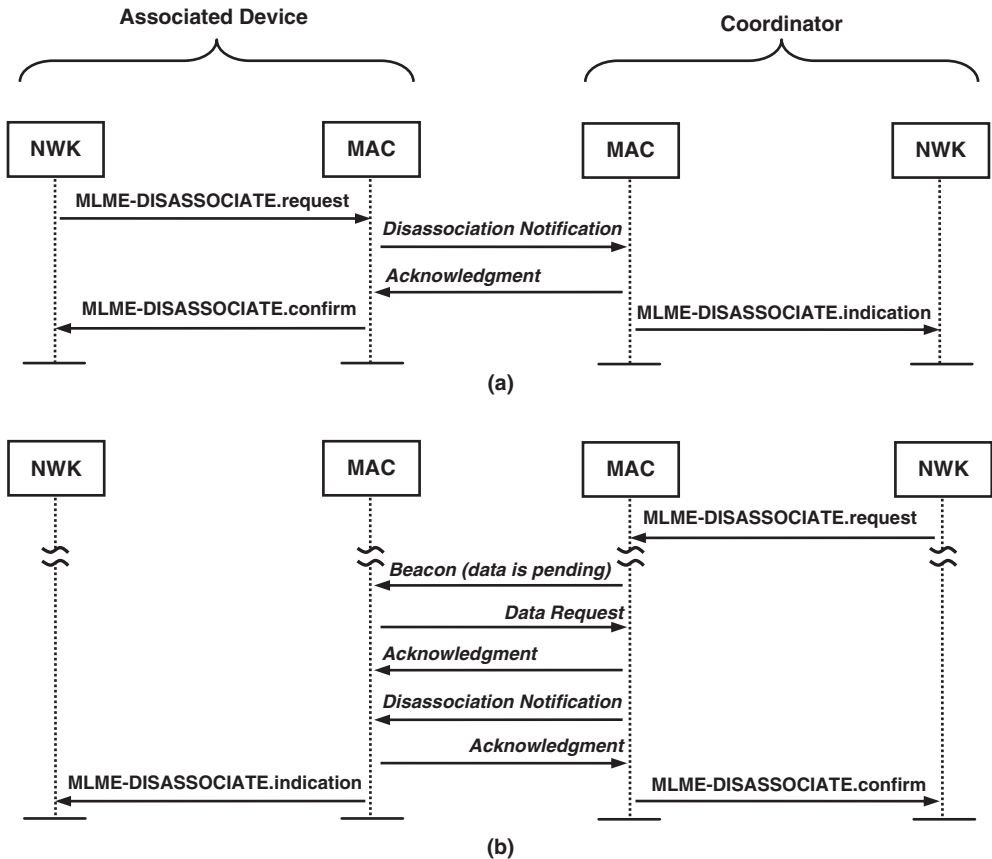 Associated Device
Coordinator
NWK
MAC
MAC
NWK
MLME-DISASSOCIATE.request
Disassociation Notification
Acknowledgment
MLME-DISASSOCIATE.confirm
MLME-DISASSOCIATE.indication
(a)
NWK
MAC
MAC
NWK
MLME-DISASSOCIATE.request
Beacon (data is pending)
Data Request
Acknowledgment
Disassociation Notification
Acknowledgment
MLME-DISASSOCIATE.indication
MLME-DISASSOCIATE.confirm
(b)